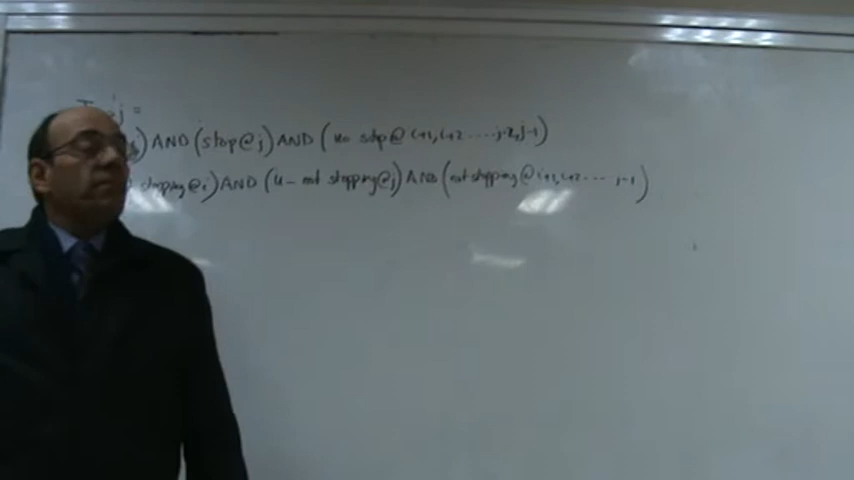 j =
) AND (stop@j) AND (no stop@ i+1, i+2 .... j-2, j-1)
stopping@i) AND (u - not stopping@j) AND (not stopping@ i+1, i+2 ... j-1)